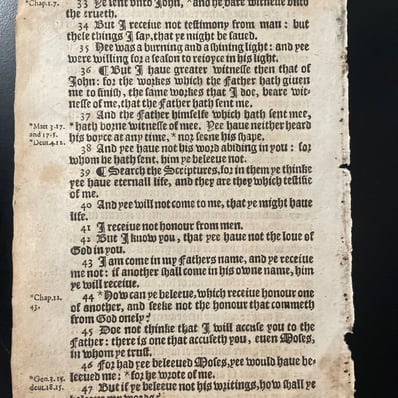 *Chap.1.7.
33 Ye sent vnto John, *and he bare witnesse vnto
the trueth.
34 But I receiue not testimony from man: but
these things I say, that ye might be saued.
35 Hee was a burning and a shining light: and yee
were willing for a season to reioyce in his light.
36 ¶ But I haue greater witnesse then that of
John: for the workes which the Father hath giuen
me to finish, the same workes that I doe, beare wit-
nesse of me, that the Father hath sent me.
37 And the Father himselfe which hath sent mee,
*Matt 3.17.
and 17.5.
*Deut.4.12.
*hath borne witnesse of mee. Yee haue neither heard
his voyce at any time, *nor seene his shape.
38 And yee haue not his word abiding in you: for
whom he hath sent, him ye beleeue not.
39 ¶ Search the Scriptures, for in them ye thinke
yee haue eternall life, and they are they which testifie
of me.
40 And yee will not come to me, that ye might haue
life.
41 I receiue not honour from men.
42 But I know you, that yee haue not the loue of
God in you.
43 I am come in my Fathers name, and ye receiue
me not: if another shall come in his owne name, him
ye will receiue.
*Chap.12.
43.
44 *How can ye beleeue, which receiue honour one
of another, and seeke not the honour that commeth
from God onely?
45 Doe not thinke that I will accuse you to the
Father: there is one that accuseth you, euen Moses,
in whom ye trust.
46 For had yee beleeued Moses, yee would haue be-
*Gen.3.15.
deut.18.15.
leeued me: *for he wrote of me.
47 But if ye beleeue not his writings, how shall ye
beleeue my words?